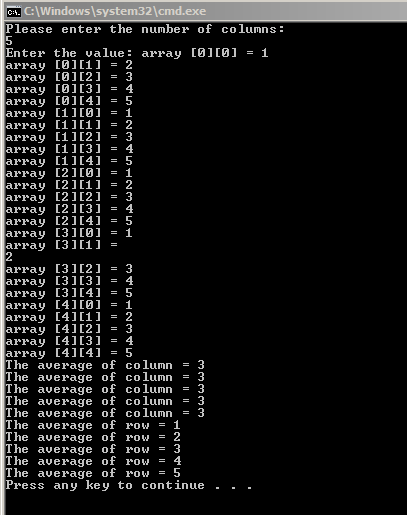 C:\Windows\system32\cmd.exe
Please enter the number of columns:
5
Enter the value: array [0][0] = 1
array [0][1] = 2
array [0][2] = 3
array [0][3] = 4
array [0][4] = 5
array [1][0] = 1
array [1][1] = 2
array [1][2] = 3
array [1][3] = 4
array [1][4] = 5
array [2][0] = 1
array [2][1] = 2
array [2][2] = 3
array [2][3] = 4
array [2][4] = 5
array [3][0] = 1
array [3][1] =
2
array [3][2] = 3
array [3][3] = 4
array [3][4] = 5
array [4][0] = 1
array [4][1] = 2
array [4][2] = 3
array [4][3] = 4
array [4][4] = 5
The average of column = 3
The average of column = 3
The average of column = 3
The average of column = 3
The average of column = 3
The average of row = 1
The average of row = 2
The average of row = 3
The average of row = 4
The average of row = 5
Press any key to continue . . .